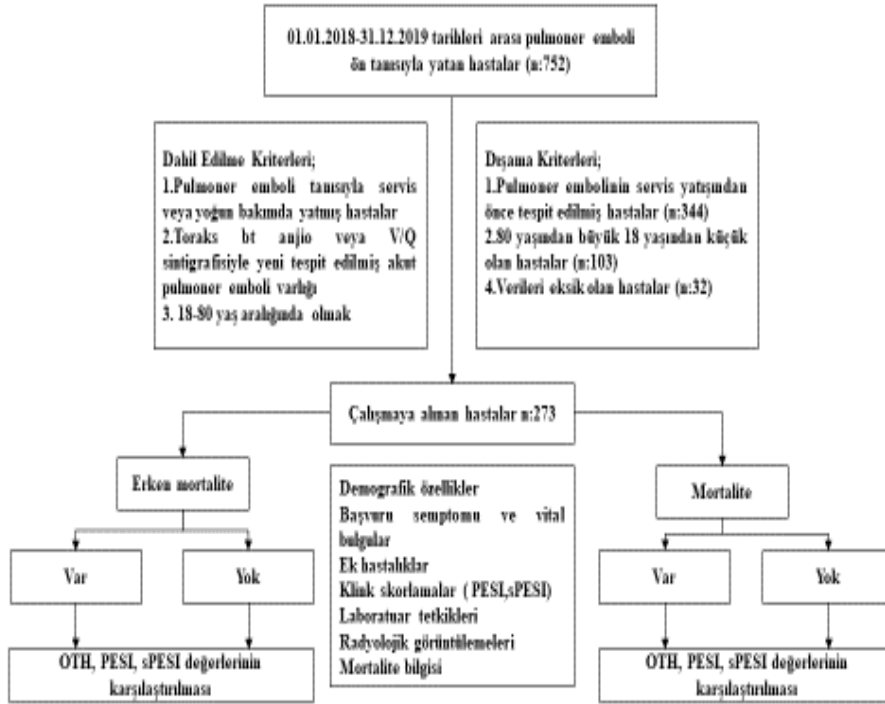 01.01.2018-31.12.2019 tarihleri arası pulmoner emboli
ön tanısıyla yatan hastalar (n:752)
Dahil Edilme Kriterleri;
1.Pulmoner emboli tanısıyla servis
veya yoğun bakımda yatmış hastalar
2.Toraks bt anjio veya V/Q
sintigrafisiyle yeni tespit edilmiş akut
pulmoner emboli varlığı
3. 18-80 yaş aralığında olmak
Dışama Kriterleri;
1.Pulmoner embolinin servis yatışından
önce tespit edilmiş hastalar (n:344)
2.80 yaşından büyük 18 yaşından küçük
olan hastalar (n:103)
4.Verileri eksik olan hastalar (n:32)
Çalışmaya alınan hastalar n:273
Erken mortalite
Var
Yok
OTH, PESI, sPESI değerlerinin
karşılaştırılması
Demografik özellikler
Başvuru semptomu ve vital
bulgular
Ek hastalıklar
Klink skorlamalar ( PESI,sPESI)
Laboratuar tetkikleri
Radyolojik görüntülemeleri
Mortalite bilgisi
Mortalite
Var
Yok
OTH, PESI, sPESI değerlerinin
karşılaştırılması